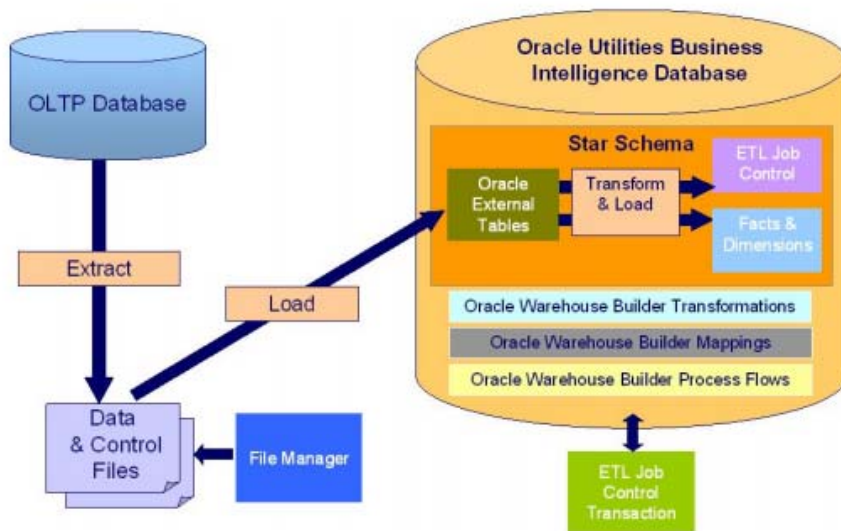 OLTP Database
Extract
Data
& Control
Files
File Manager
Load
Oracle Utilities Business
Intelligence Database
Star Schema
Oracle
External
Tables
Transform
& Load
ETL Job
Control
Facts &
Dimensions
Oracle Warehouse Builder Transformations
Oracle Warehouse Builder Mappings
Oracle Warehouse Builder Process Flows
ETL Job
Control
Transaction